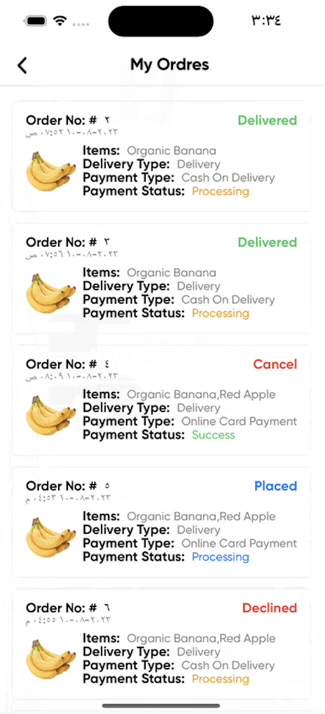 ٣:٣٤
My Ordres
Order No: # ٢
Delivered
٢٠٢٣-٠٨-١٠ ٠٧:٥٢ ص
Items: Organic Banana
Delivery Type: Delivery
Payment Type: Cash On Delivery
Payment Status: Processing
Order No: # ٣
Delivered
٢٠٢٣-٠٨-١٠ ٠٧:٥٦ ص
Items: Organic Banana
Delivery Type: Delivery
Payment Type: Cash On Delivery
Payment Status: Processing
Order No: # ٤
Cancel
٢٠٢٣-٠٨-١٠ ٠٨:٠٩ ص
Items: Organic Banana,Red Apple
Delivery Type: Delivery
Payment Type: Online Card Payment
Payment Status: Success
Order No: # ٥
Placed
٢٠٢٣-٠٨-١٠ ٠٤:٥٣ م
Items: Organic Banana,Red Apple
Delivery Type: Delivery
Payment Type: Online Card Payment
Payment Status: Processing
Order No: # ٦
Declined
٢٠٢٣-٠٨-١٠ ٠٤:٥٥ م
Items: Organic Banana,Red Apple
Delivery Type: Delivery
Payment Type: Cash On Delivery
Payment Status: Processing